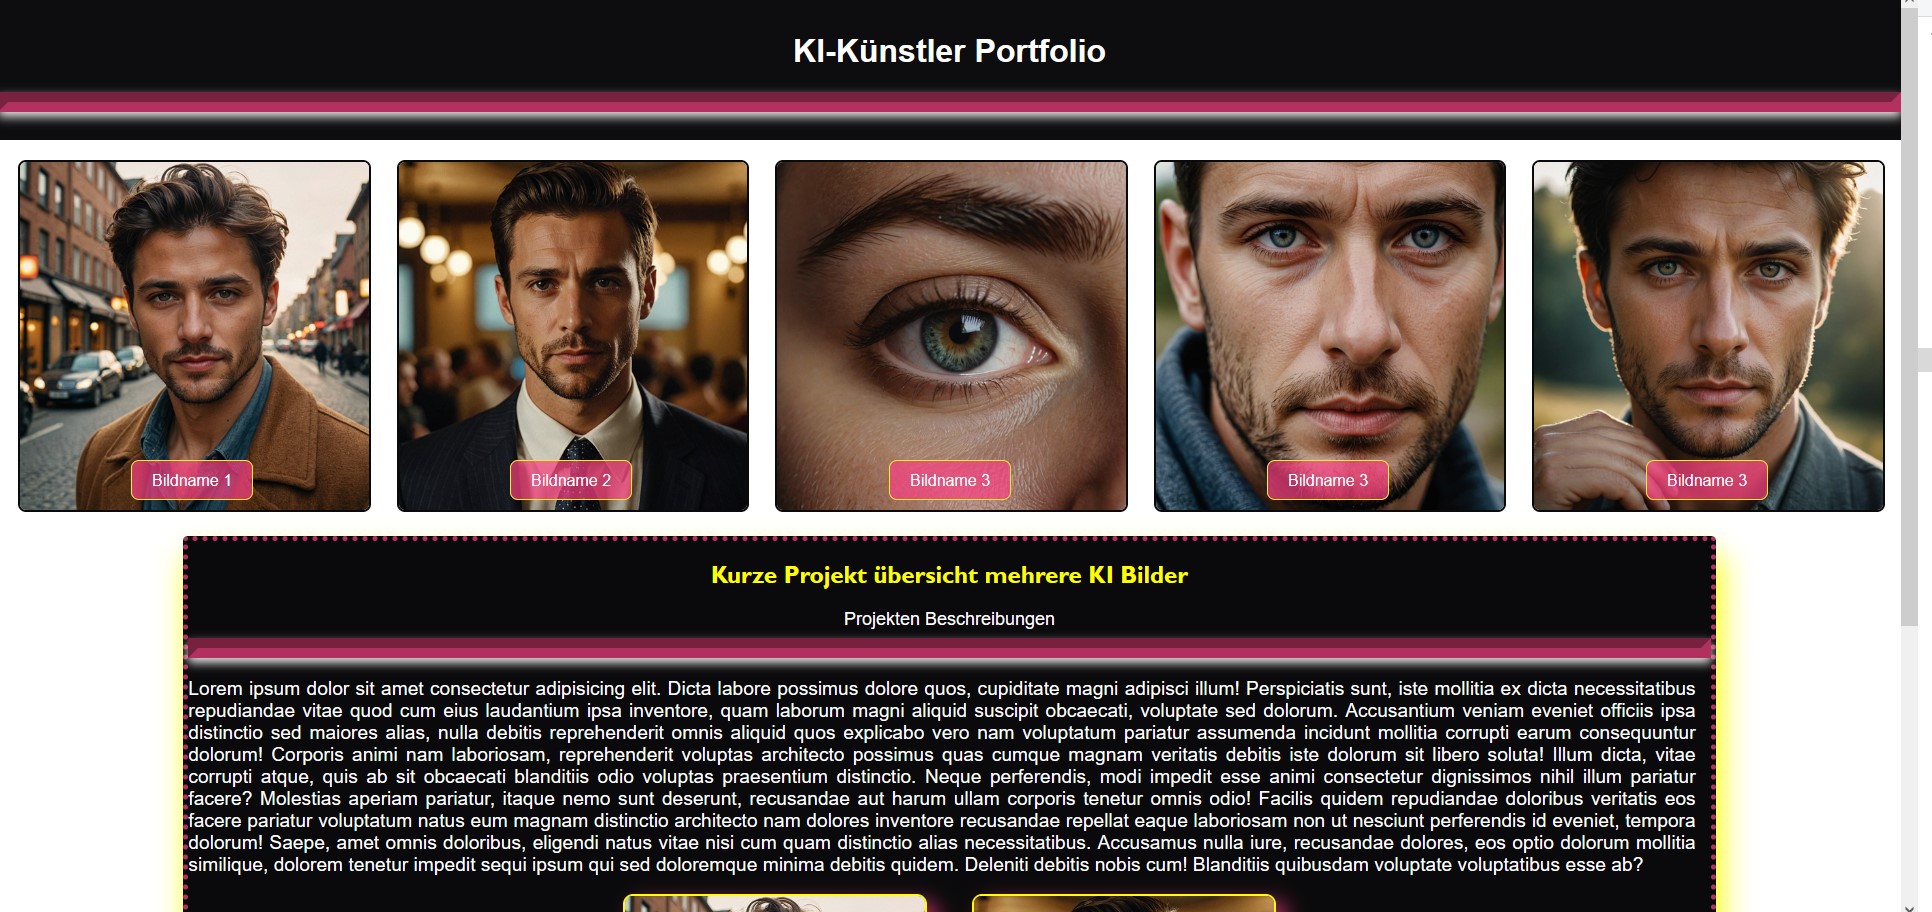 KI-Künstler Portfolio
Bildname 1
Bildname 2
Bildname 3
Bildname 3
Bildname 3
Kurze Projekt übersicht mehrere KI Bilder
Projekten Beschreibungen
Lorem ipsum dolor sit amet consectetur adipisicing elit. Dicta labore possimus dolore quos, cupiditate magni adipisci illum! Perspiciatis sunt, iste mollitia ex dicta necessitatibus
repudiandae vitae quod cum eius laudantium ipsa inventore, quam laborum magni aliquid suscipit obcaecati, voluptate sed dolorum. Accusantium veniam eveniet officiis ipsa
distinctio sed maiores alias, nulla debitis reprehenderit omnis aliquid quos explicabo vero nam voluptatum pariatur assumenda incidunt mollitia corrupti earum consequuntur
dolorum! Corporis animi nam laboriosam, reprehenderit voluptas architecto possimus quas cumque magnam veritatis debitis iste dolorum sit libero soluta! Illum dicta, vitae
corrupti atque, quis ab sit obcaecati blanditiis odio voluptas praesentium distinctio. Neque perferendis, modi impedit esse animi consectetur dignissimos nihil illum pariatur
facere? Molestias aperiam pariatur, itaque nemo sunt deserunt, recusandae aut harum ullam corporis tenetur omnis odio! Facilis quidem repudiandae doloribus veritatis eos
facere pariatur voluptatum natus eum magnam distinctio architecto nam dolores inventore recusandae repellat eaque laboriosam non ut nesciunt perferendis id eveniet, tempora
dolorum! Saepe, amet omnis doloribus, eligendi natus vitae nisi cum quam distinctio alias necessitatibus. Accusamus nulla iure, recusandae dolores, eos optio dolorum mollitia
similique, dolorem tenetur impedit sequi ipsum qui sed doloremque minima debitis quidem. Deleniti debitis nobis cum! Blanditiis quibusdam voluptate voluptatibus esse ab?